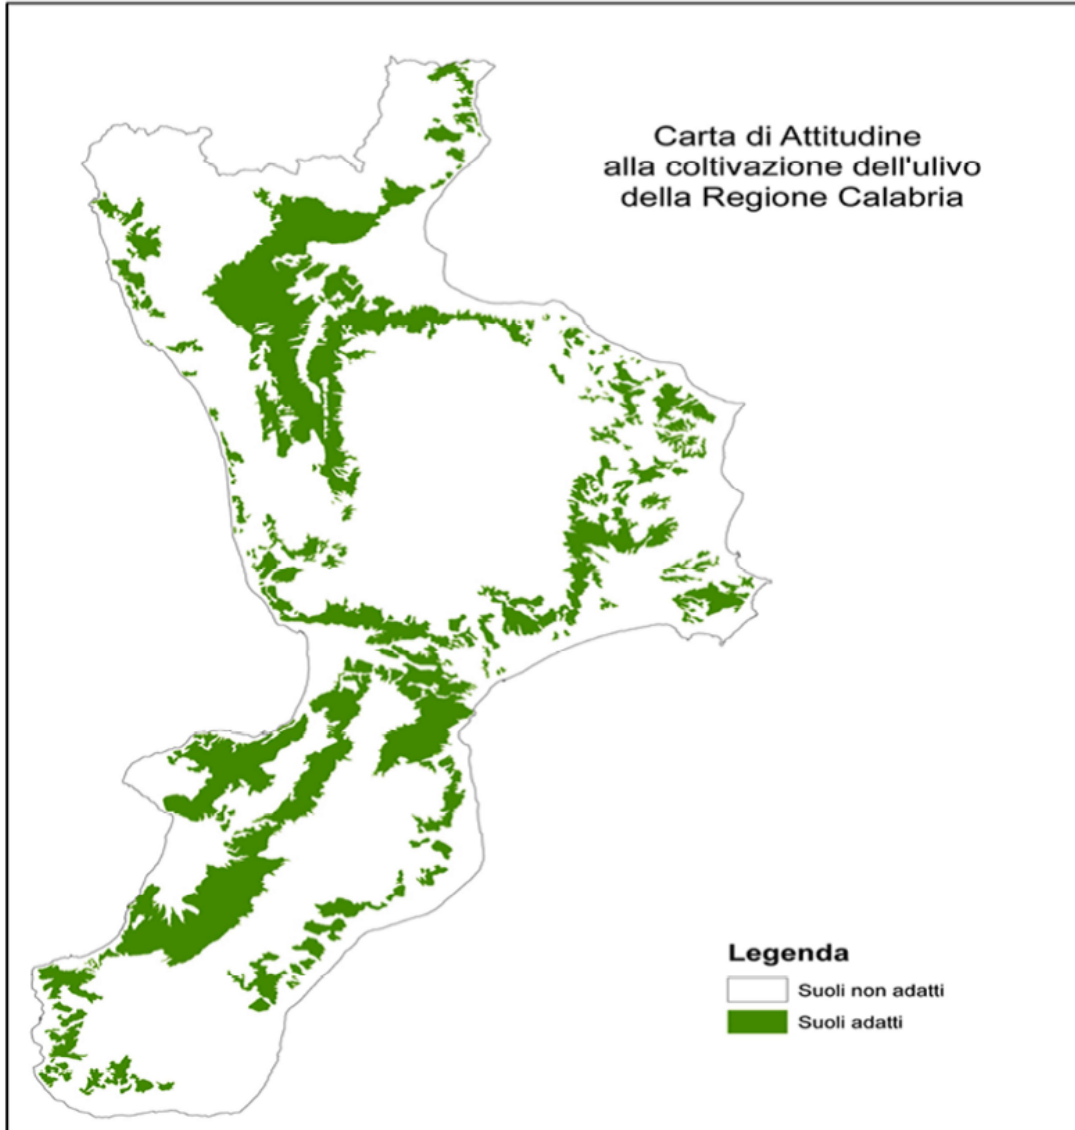 Carta di Attitudine
alla coltivazione dell'ulivo
della Regione Calabria
Legenda
Suoli non adatti
Suoli adatti